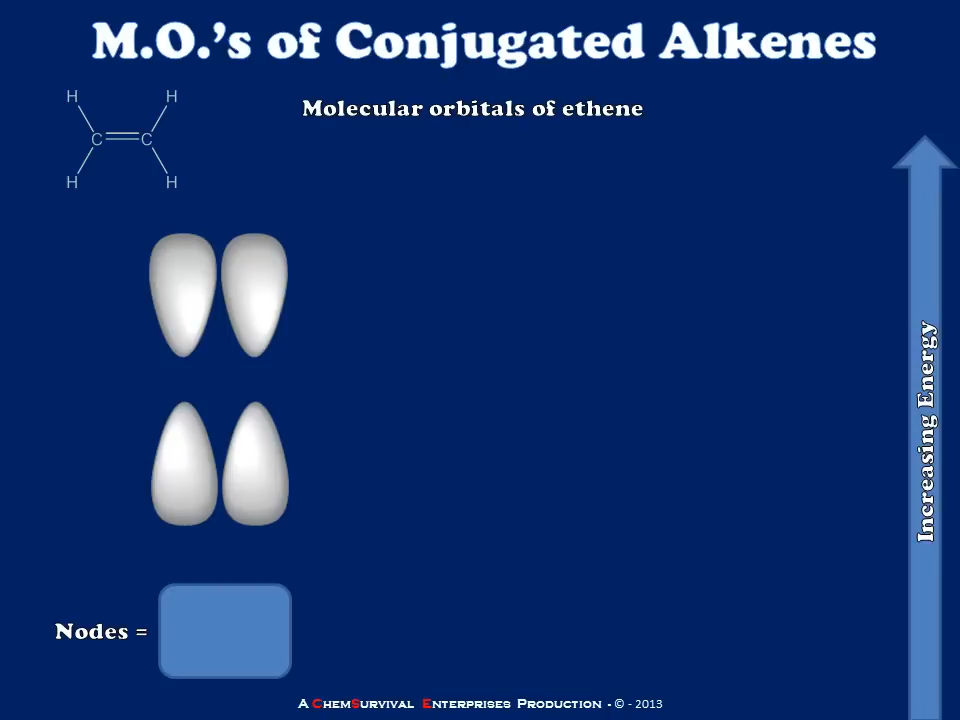 M.O.'s of Conjugated Alkenes
Molecular orbitals of ethene
H H
C C
H H
Increasing Energy
Nodes =
A ChemSurvival Enterprises Production - © - 2013